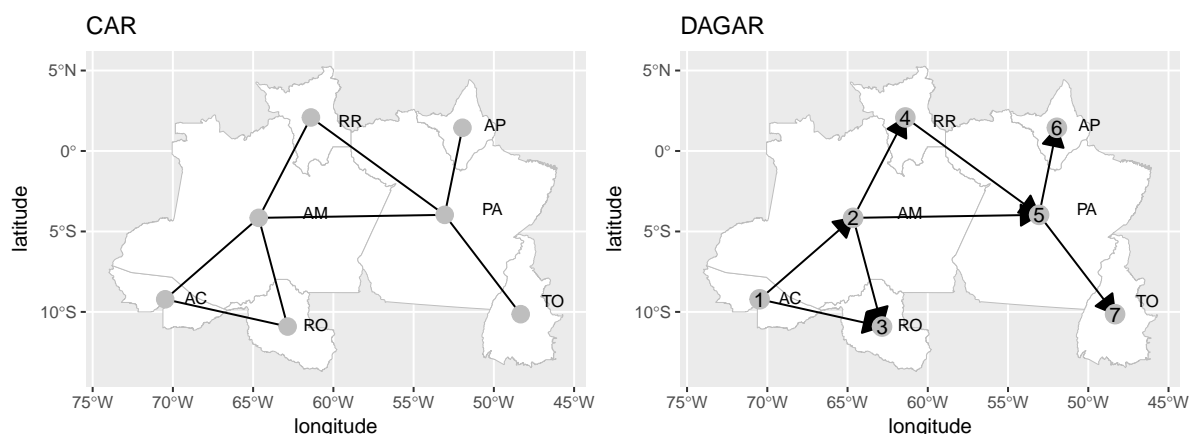 CAR
5°N
0°
5°S
10°S
latitude
RR
AP
AM
PA
AC
TO
RO
75°W 70°W 65°W 60°W 55°W 50°W 45°W
longitude
DAGAR
5°N
0°
5°S
10°S
latitude
4 RR
6 AP
2 AM
5 PA
1 AC
TO
7
3 RO
75°W 70°W 65°W 60°W 55°W 50°W 45°W
longitude